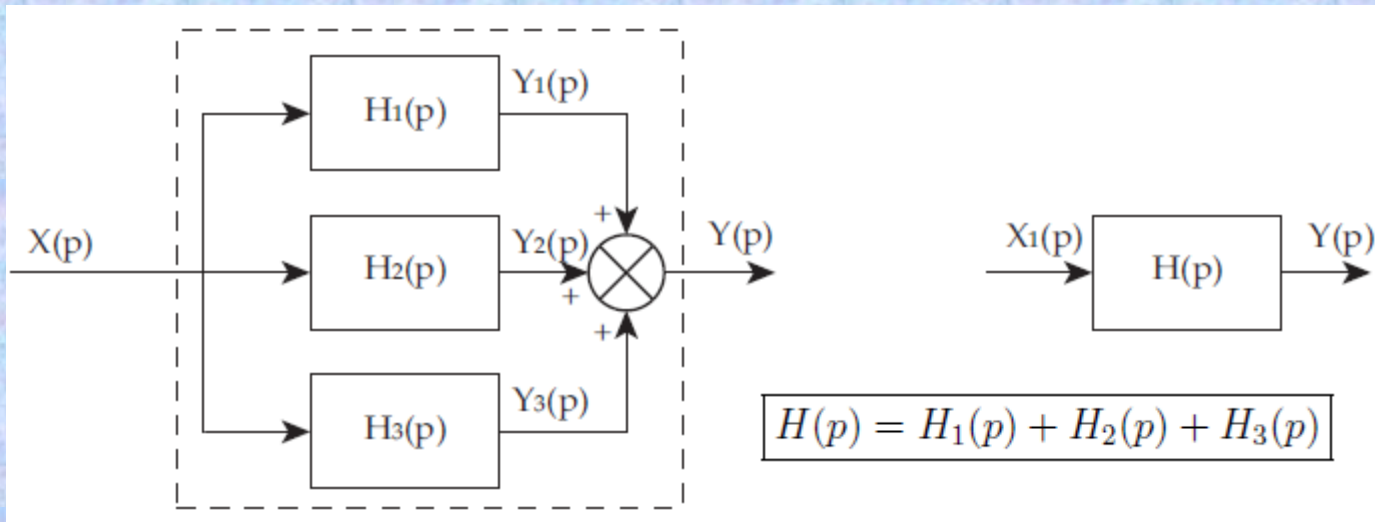 X(p)
H1(p)
Y1(p)
+
H2(p)
Y2(p)
+
H3(p)
Y3(p)
+
Y(p)
X1(p)
H(p)
Y(p)
H(p) = H₁(p) + H₂(p) + H₃(p)